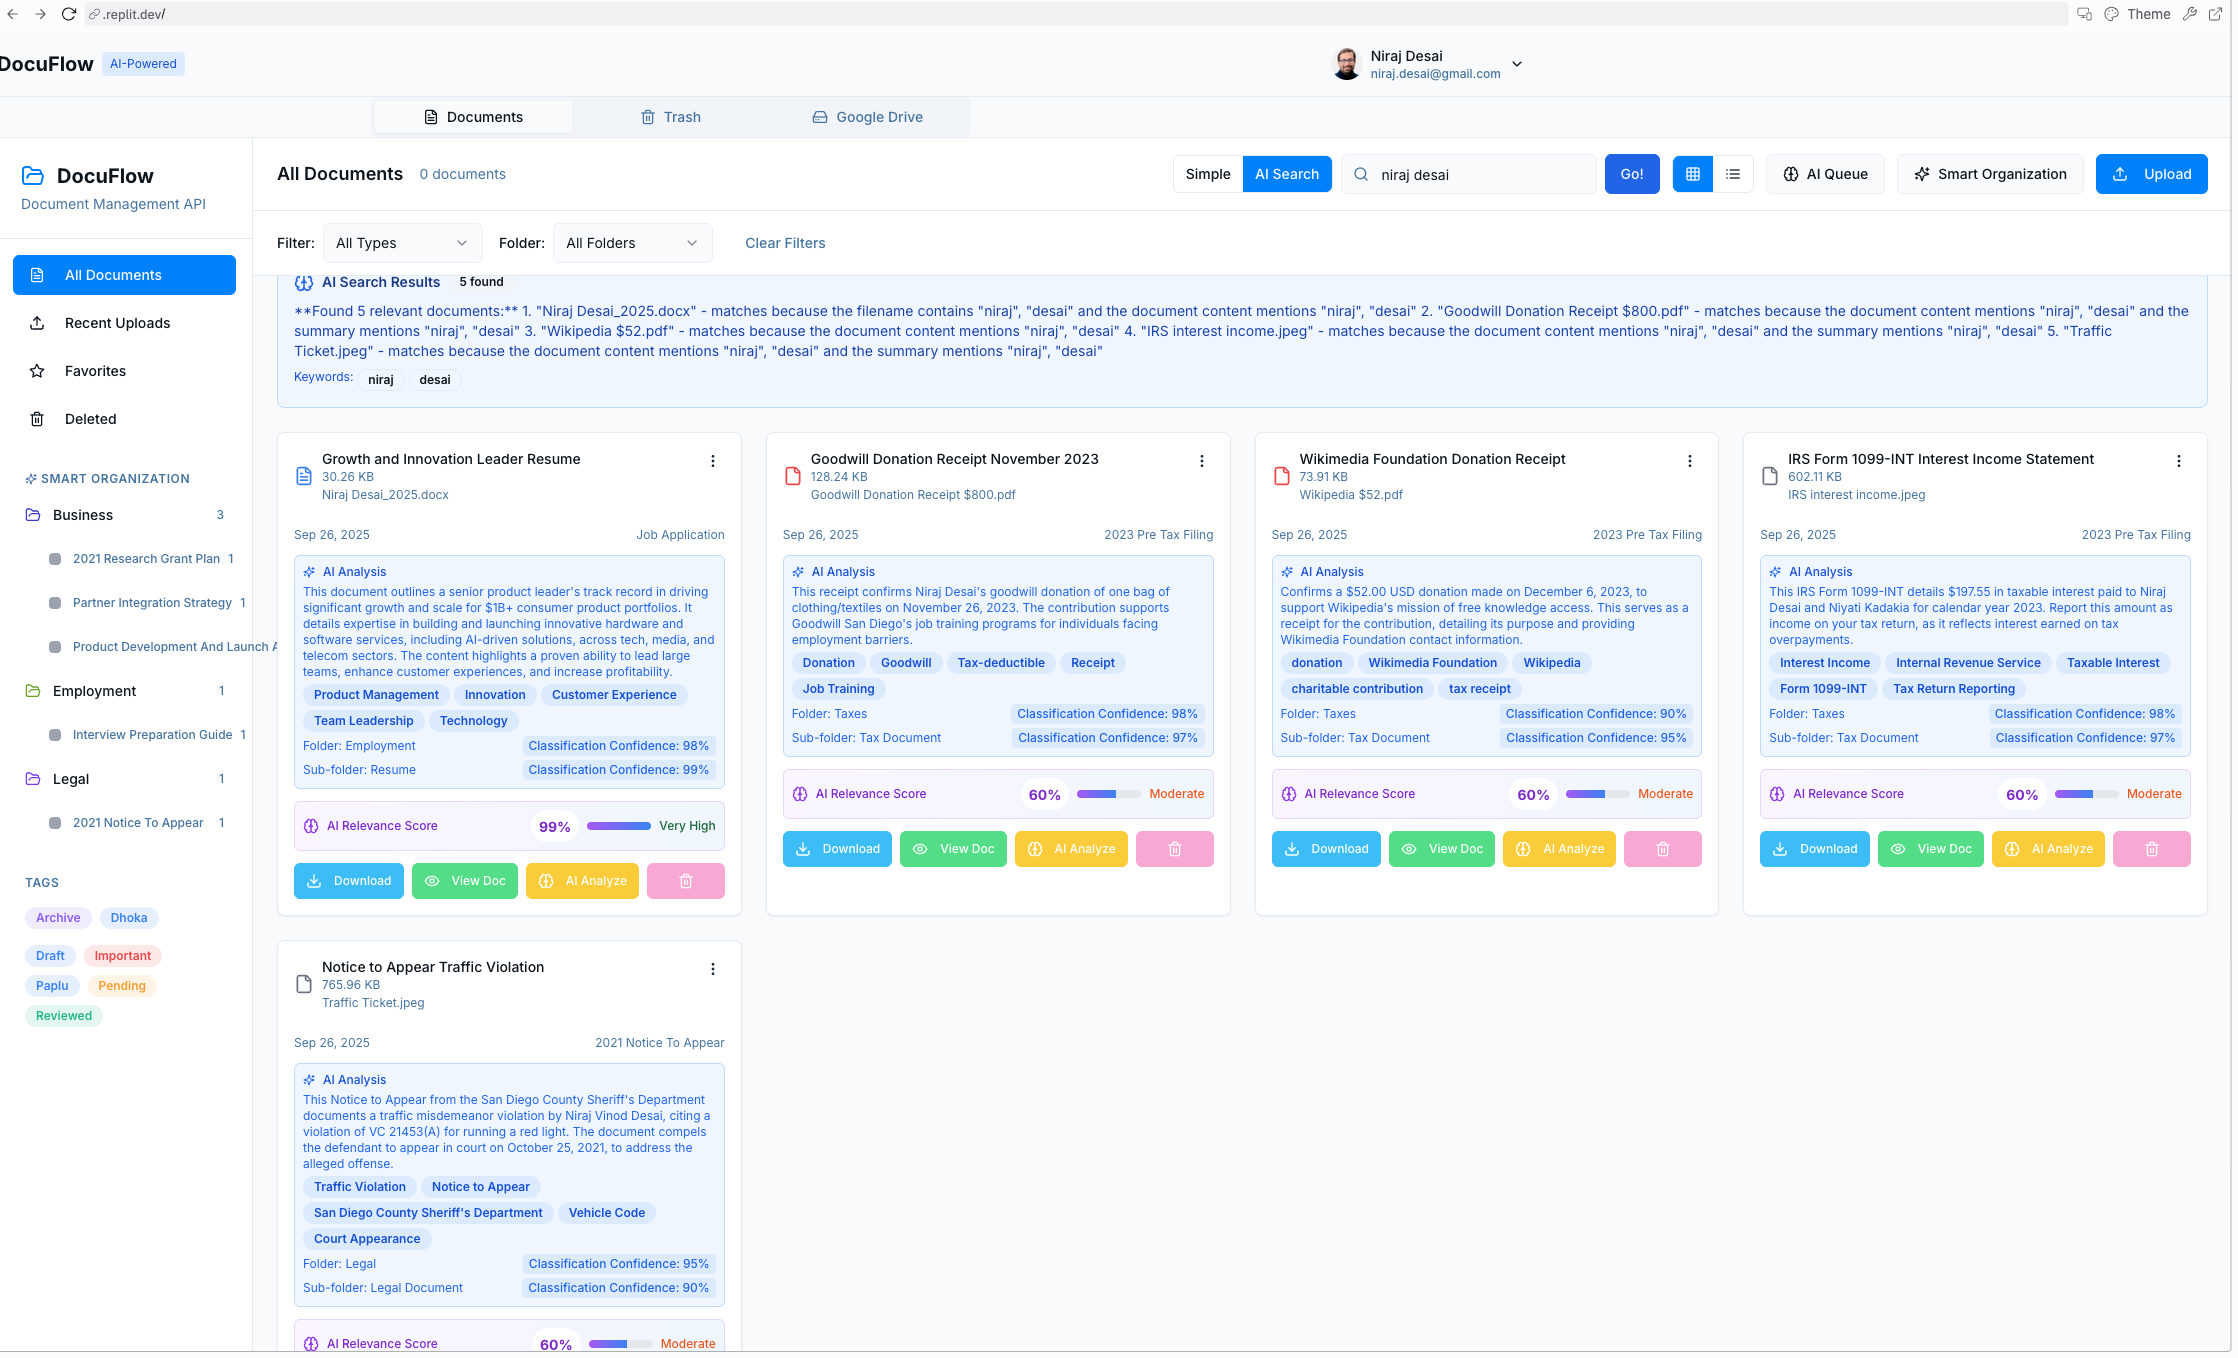 .replit.dev/
Theme
DocuFlow
AI-Powered
Niraj Desai
niraj.desai@gmail.com
Documents
Trash
Google Drive
DocuFlow
Document Management API
All Documents
Recent Uploads
Favorites
Deleted
SMART ORGANIZATION
Business 3
2021 Research Grant Plan 1
Partner Integration Strategy 1
Product Development And Launch A
Employment 1
Interview Preparation Guide 1
Legal 1
2021 Notice To Appear 1
TAGS
Archive Dhoka
Draft Important
Paplu Pending
Reviewed
All Documents 0 documents
Simple AI Search niraj desai Go! AI Queue Smart Organization Upload
Filter: All Types Folder: All Folders Clear Filters
AI Search Results 5 found
**Found 5 relevant documents:** 1. "Niraj Desai_2025.docx" - matches because the filename contains "niraj", "desai" and the document content mentions "niraj", "desai" 2. "Goodwill Donation Receipt $800.pdf" - matches because the document content mentions "niraj", "desai" and the
summary mentions "niraj", "desai" 3. "Wikipedia $52.pdf" - matches because the document content mentions "niraj", "desai" 4. "IRS interest income.jpeg" - matches because the document content mentions "niraj", "desai" and the summary mentions "niraj", "desai" 5. "Traffic
Ticket.jpeg" - matches because the document content mentions "niraj", "desai" and the summary mentions "niraj", "desai"
Keywords: niraj desai
Growth and Innovation Leader Resume
30.26 KB
Niraj Desai_2025.docx
Sep 26, 2025 Job Application
AI Analysis
This document outlines a senior product leader's track record in driving
significant growth and scale for $1B+ consumer product portfolios. It
details expertise in building and launching innovative hardware and
software services, including AI-driven solutions, across tech, media, and
telecom sectors. The content highlights a proven ability to lead large
teams, enhance customer experiences, and increase profitability.
Product Management Innovation Customer Experience
Team Leadership Technology
Folder: Employment Classification Confidence: 98%
Sub-folder: Resume Classification Confidence: 99%
AI Relevance Score 99% Very High
Download View Doc AI Analyze
Goodwill Donation Receipt November 2023
128.24 KB
Goodwill Donation Receipt $800.pdf
Sep 26, 2025 2023 Pre Tax Filing
AI Analysis
This receipt confirms Niraj Desai's goodwill donation of one bag of
clothing/textiles on November 26, 2023. The contribution supports
Goodwill San Diego's job training programs for individuals facing
employment barriers.
Donation Goodwill Tax-deductible Receipt
Job Training
Folder: Taxes Classification Confidence: 98%
Sub-folder: Tax Document Classification Confidence: 97%
AI Relevance Score 60% Moderate
Download View Doc AI Analyze
Wikimedia Foundation Donation Receipt
73.91 KB
Wikipedia $52.pdf
Sep 26, 2025 2023 Pre Tax Filing
AI Analysis
Confirms a $52.00 USD donation made on December 6, 2023, to
support Wikipedia's mission of free knowledge access. This serves as a
receipt for the contribution, detailing its purpose and providing
Wikimedia Foundation contact information.
donation Wikimedia Foundation Wikipedia
charitable contribution tax receipt
Folder: Taxes Classification Confidence: 90%
Sub-folder: Tax Document Classification Confidence: 95%
AI Relevance Score 60% Moderate
Download View Doc AI Analyze
IRS Form 1099-INT Interest Income Statement
602.11 KB
IRS interest income.jpeg
Sep 26, 2025 2023 Pre Tax Filing
AI Analysis
This IRS Form 1099-INT details $197.55 in taxable interest paid to Niraj
Desai and Niyati Kadakia for calendar year 2023. Report this amount as
income on your tax return, as it reflects interest earned on tax
overpayments.
Interest Income Internal Revenue Service Taxable Interest
Form 1099-INT Tax Return Reporting
Folder: Taxes Classification Confidence: 98%
Sub-folder: Tax Document Classification Confidence: 97%
AI Relevance Score 60% Moderate
Download View Doc AI Analyze
Notice to Appear Traffic Violation
765.96 KB
Traffic Ticket.jpeg
Sep 26, 2025 2021 Notice To Appear
AI Analysis
This Notice to Appear from the San Diego County Sheriff's Department
documents a traffic misdemeanor violation by Niraj Vinod Desai, citing a
violation of VC 21453(A) for running a red light. The document compels
the defendant to appear in court on October 25, 2021, to address the
alleged offense.
Traffic Violation Notice to Appear
San Diego County Sheriff's Department Vehicle Code
Court Appearance
Folder: Legal Classification Confidence: 95%
Sub-folder: Legal Document Classification Confidence: 90%
AI Relevance Score 60% Moderate